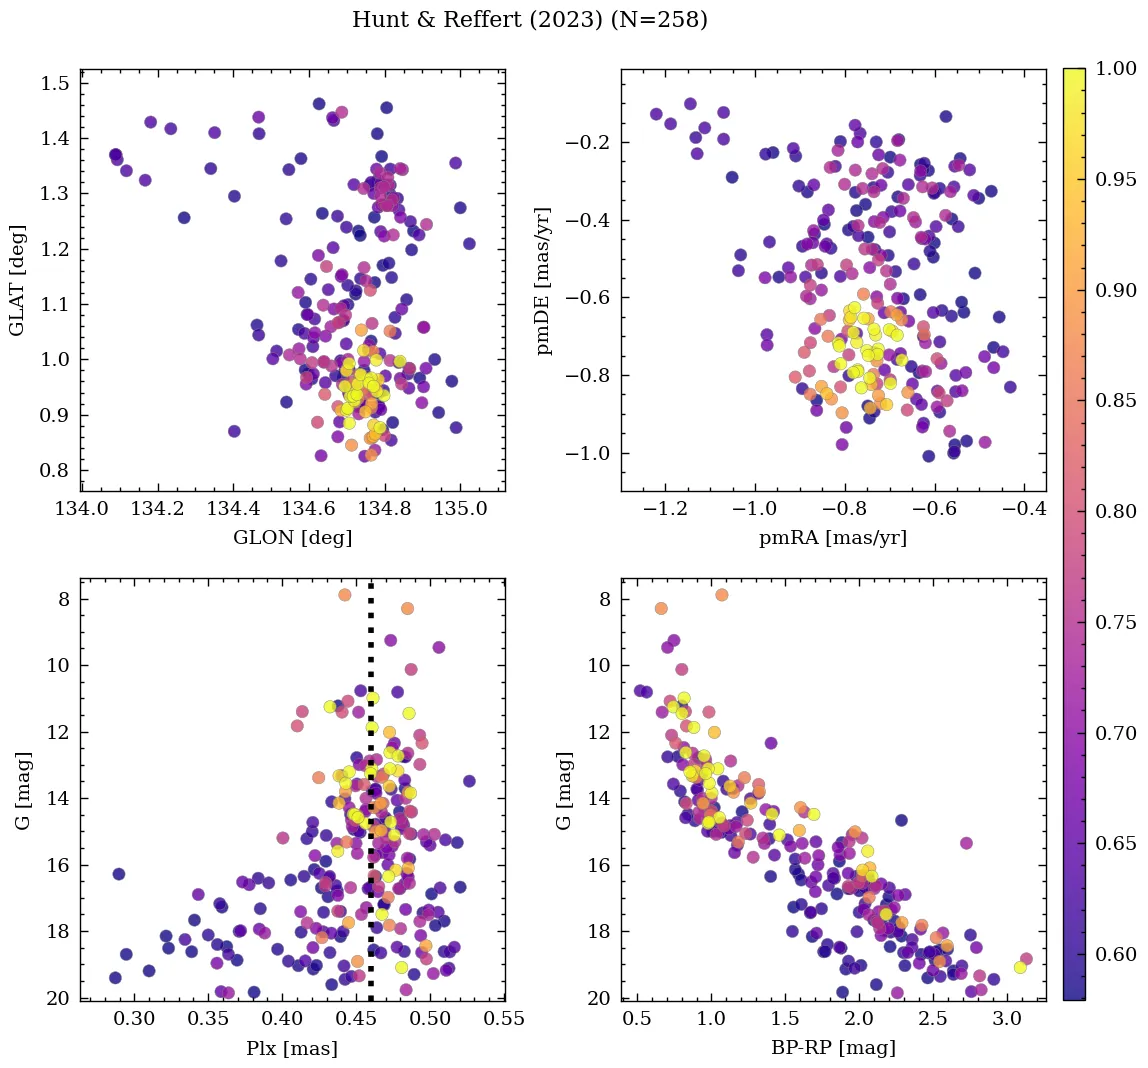 Hunt & Reffert (2023) (N=258)
1.5
1.4
1.3
1.2
1.1
1.0
0.9
0.8
GLAT [deg]
134.0 134.2 134.4 134.6 134.8 135.0
GLON [deg]
−0.2
−0.4
−0.6
−0.8
−1.0
pmDE [mas/yr]
−1.2 −1.0 −0.8 −0.6 −0.4
pmRA [mas/yr]
8
10
12
14
16
18
20
G [mag]
0.30 0.35 0.40 0.45 0.50 0.55
Plx [mas]
8
10
12
14
16
18
20
G [mag]
0.5 1.0 1.5 2.0 2.5 3.0
BP-RP [mag]
1.00
0.95
0.90
0.85
0.80
0.75
0.70
0.65
0.60